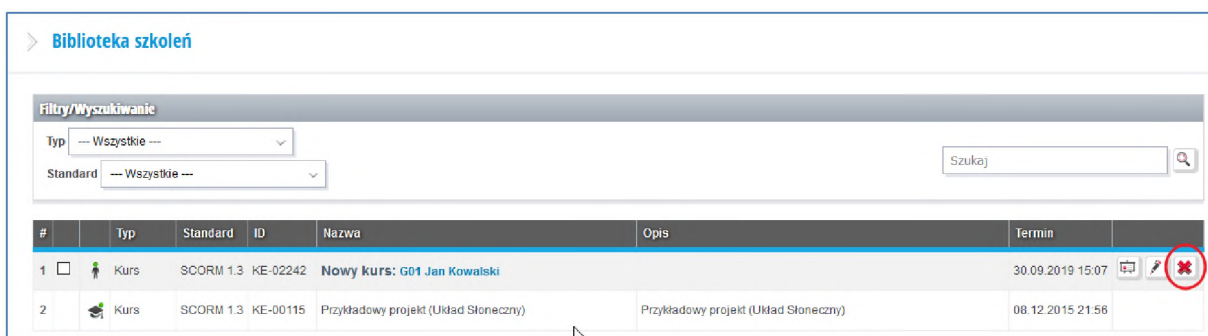 Biblioteka szkoleń
Filtry/Wyszukiwanie
Typ --- Wszystkie ---
Standard --- Wszystkie ---
Szukaj
# Typ Standard ID Nazwa Opis Termin
1 Kurs SCORM 1.3 KE-02242 Nowy kurs: G01 Jan Kowalski 30.09.2019 15:07
2 Kurs SCORM 1.3 KE-00115 Przykładowy projekt (Układ Słoneczny) Przykładowy projekt (Układ Słoneczny) 08.12.2015 21:56